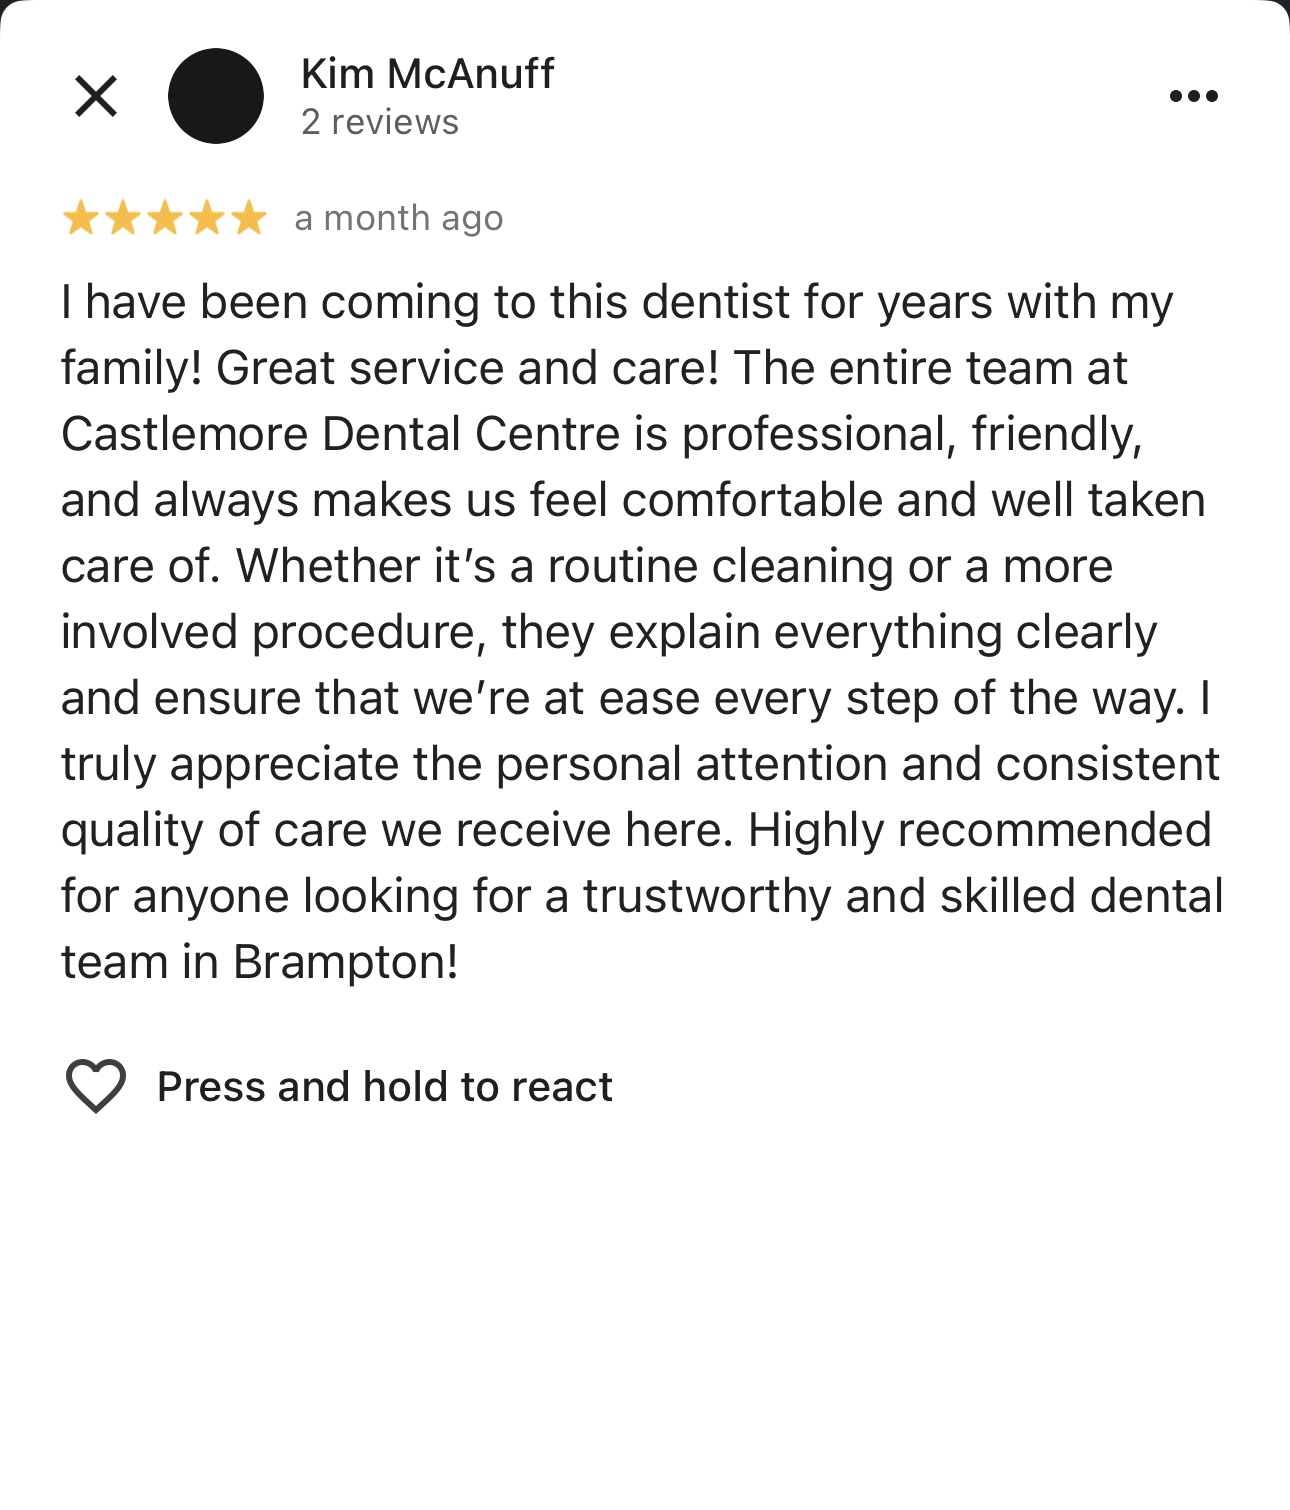 Kim McAnuff
2 reviews
a month ago
I have been coming to this dentist for years with my
family! Great service and care! The entire team at
Castlemore Dental Centre is professional, friendly,
and always makes us feel comfortable and well taken
care of. Whether it’s a routine cleaning or a more
involved procedure, they explain everything clearly
and ensure that we’re at ease every step of the way. I
truly appreciate the personal attention and consistent
quality of care we receive here. Highly recommended
for anyone looking for a trustworthy and skilled dental
team in Brampton!
Press and hold to react